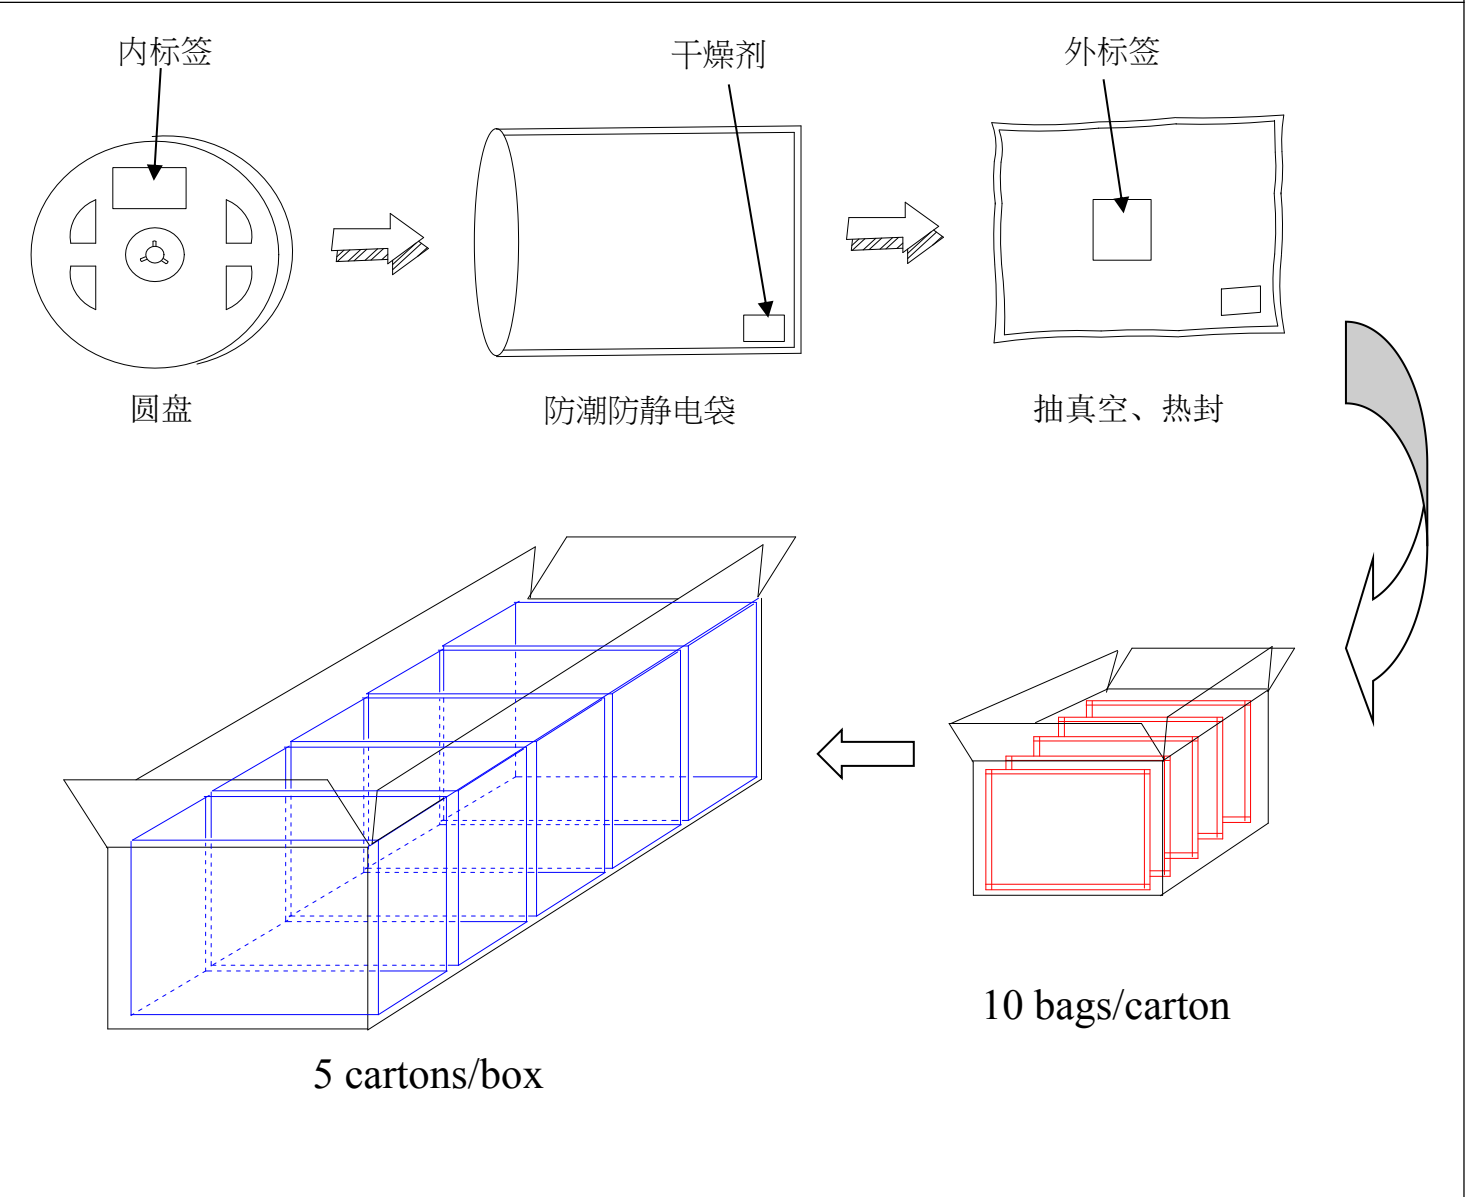 内标签
干燥剂
外标签
圆盘
防潮防静电袋
抽真空、热封
10 bags/carton
5 cartons/box